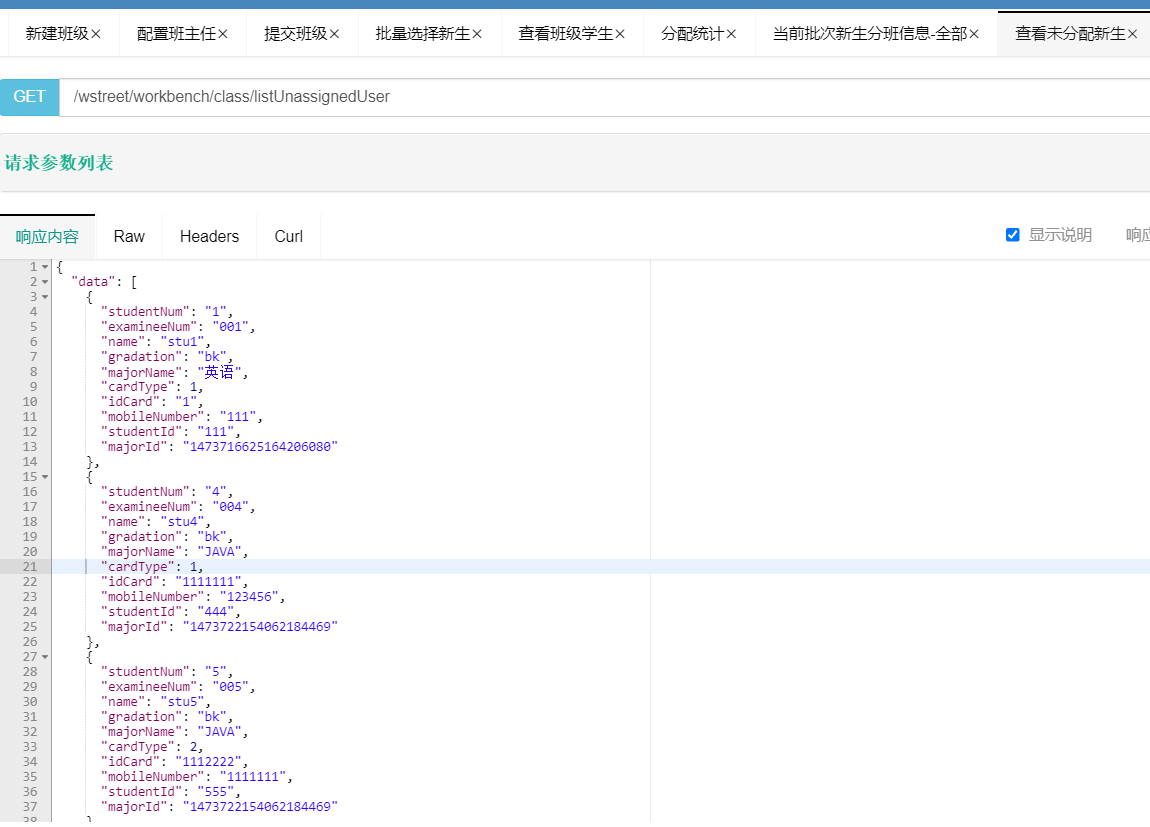 新建班级× 配置班主任× 提交班级× 批量选择新生× 查看班级学生× 分配统计× 当前批次新生分班信息-全部× 查看未分配新生×
GET /wstreet/workbench/class/listUnassignedUser
请求参数列表
响应内容 Raw Headers Curl 显示说明 响应
1 {
2 "data": [
3 {
4 "studentNum": "1",
5 "examineeNum": "001",
6 "name": "stu1",
7 "gradation": "bk",
8 "majorName": "英语",
9 "cardType": 1,
10 "idCard": "1",
11 "mobileNumber": "111",
12 "studentId": "111",
13 "majorId": "1473716625164206080"
14 },
15 {
16 "studentNum": "4",
17 "examineeNum": "004",
18 "name": "stu4",
19 "gradation": "bk",
20 "majorName": "JAVA",
21 "cardType": 1,
22 "idCard": "1111111",
23 "mobileNumber": "123456",
24 "studentId": "444",
25 "majorId": "1473722154062184469"
26 },
27 {
28 "studentNum": "5",
29 "examineeNum": "005",
30 "name": "stu5",
31 "gradation": "bk",
32 "majorName": "JAVA",
33 "cardType": 2,
34 "idCard": "1112222",
35 "mobileNumber": "1111111",
36 "studentId": "555",
37 "majorId": "1473722154062184469"
38 }